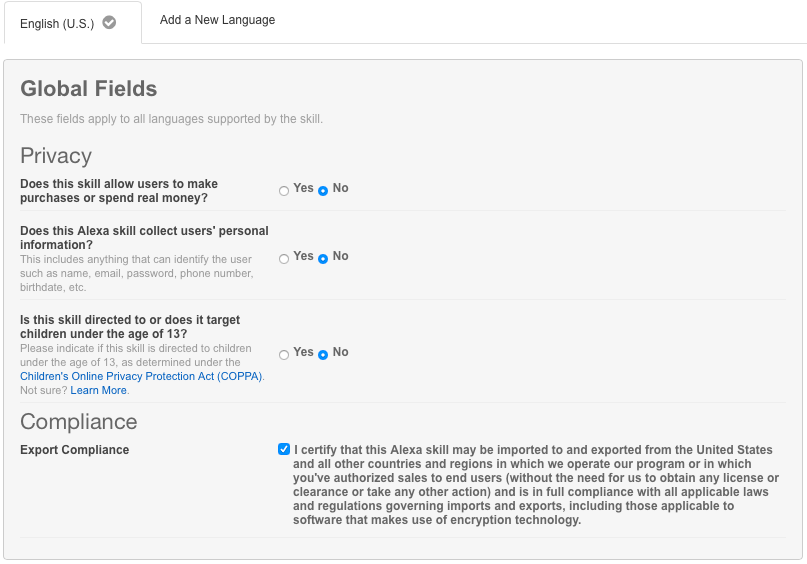 English (U.S.)
Add a New Language
Global Fields
These fields apply to all languages supported by the skill.
Privacy
Does this skill allow users to make
purchases or spend real money?
Yes No
Does this Alexa skill collect users' personal
information?
This includes anything that can identify the user
such as name, email, password, phone number,
birthdate, etc.
Yes No
Is this skill directed to or does it target
children under the age of 13?
Please indicate if this skill is directed to children
under the age of 13, as determined under the
Children's Online Privacy Protection Act (COPPA).
Not sure? Learn More.
Yes No
Compliance
Export Compliance
I certify that this Alexa skill may be imported to and exported from the United States
and all other countries and regions in which we operate our program or in which
you've authorized sales to end users (without the need for us to obtain any license or
clearance or take any other action) and is in full compliance with all applicable laws
and regulations governing imports and exports, including those applicable to
software that makes use of encryption technology.